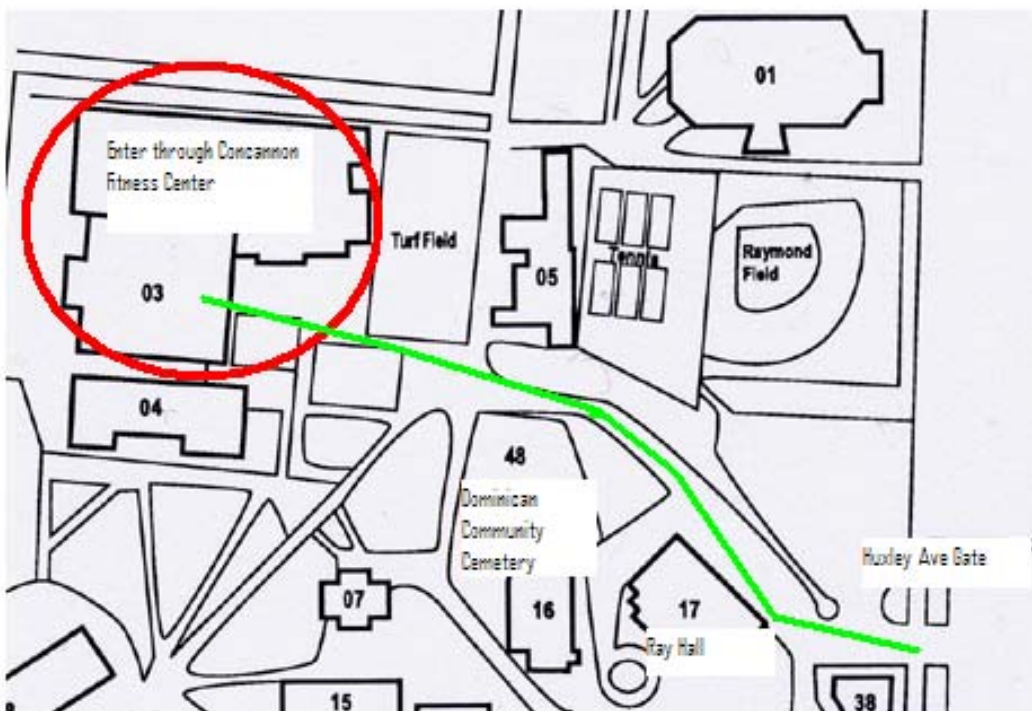 01
Enter through Concannon
Fitness Center
Turf Field
05
Tennis
Raymond
Field
03
04
48
Dominican
Community
Cemetery
Huxley Ave Gate
07
16
17
Ray Hall
15
38